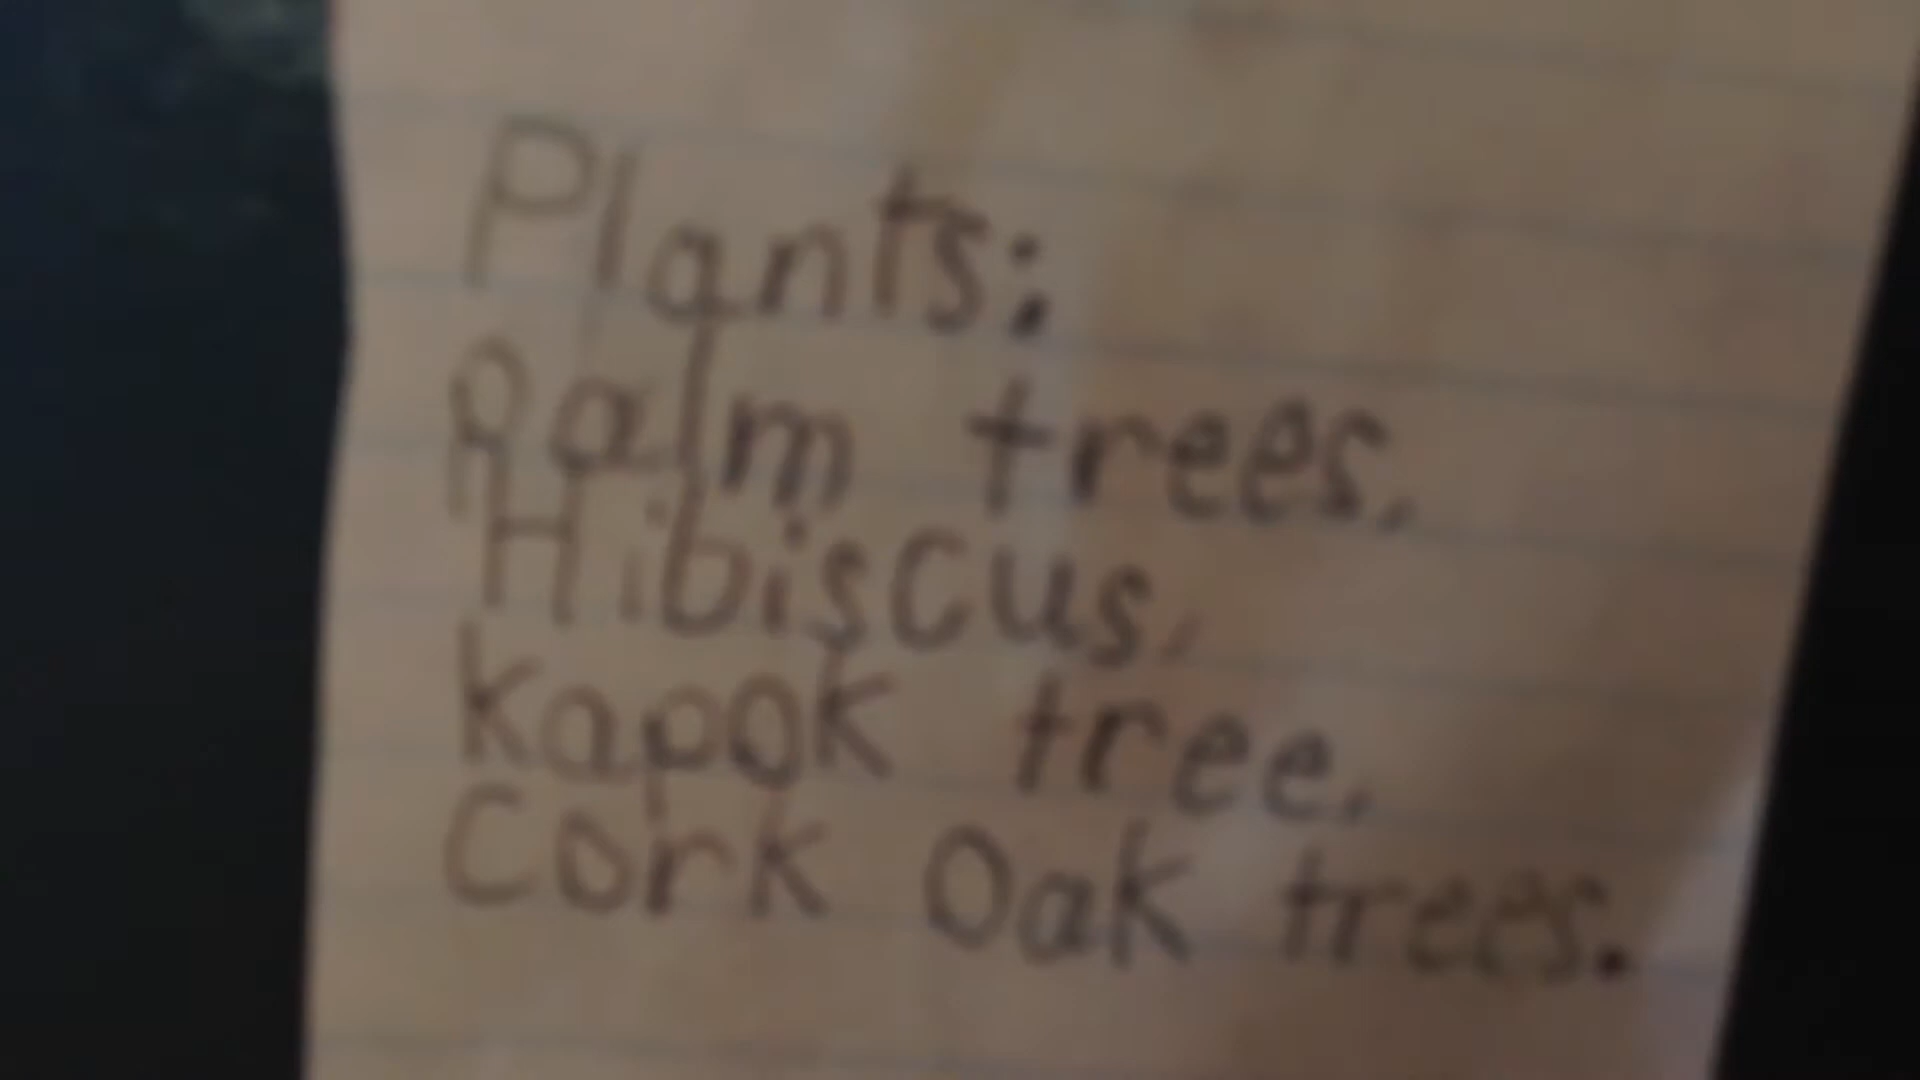 Plants:
Palm trees,
Hibiscus,
kapok tree,
Cork Oak trees.